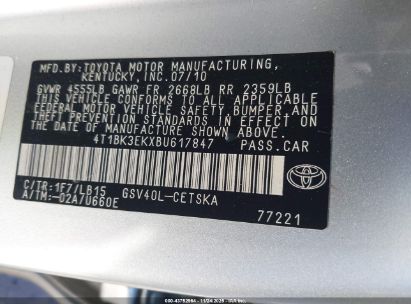 MFD.BY:TOYOTA MOTOR MANUFACTURING,
KENTUCKY, INC.07/10
GVWR 4555LB GAWR FR 2668LB RR 2359LB
THIS VEHICLE CONFORMS TO ALL APPLICABLE
FEDERAL MOTOR VEHICLE SAFETY, BUMPER AND
THEFT PREVENTION STANDARDS IN EFFECT ON
THE DATE OF MANUFACTURE SHOWN ABOVE.
4T1BK3EKXBU617847 PASS.CAR
C/TR:1F7/LB15 GSV40L-CETSKA
A/TM:-02A/U660E
77221